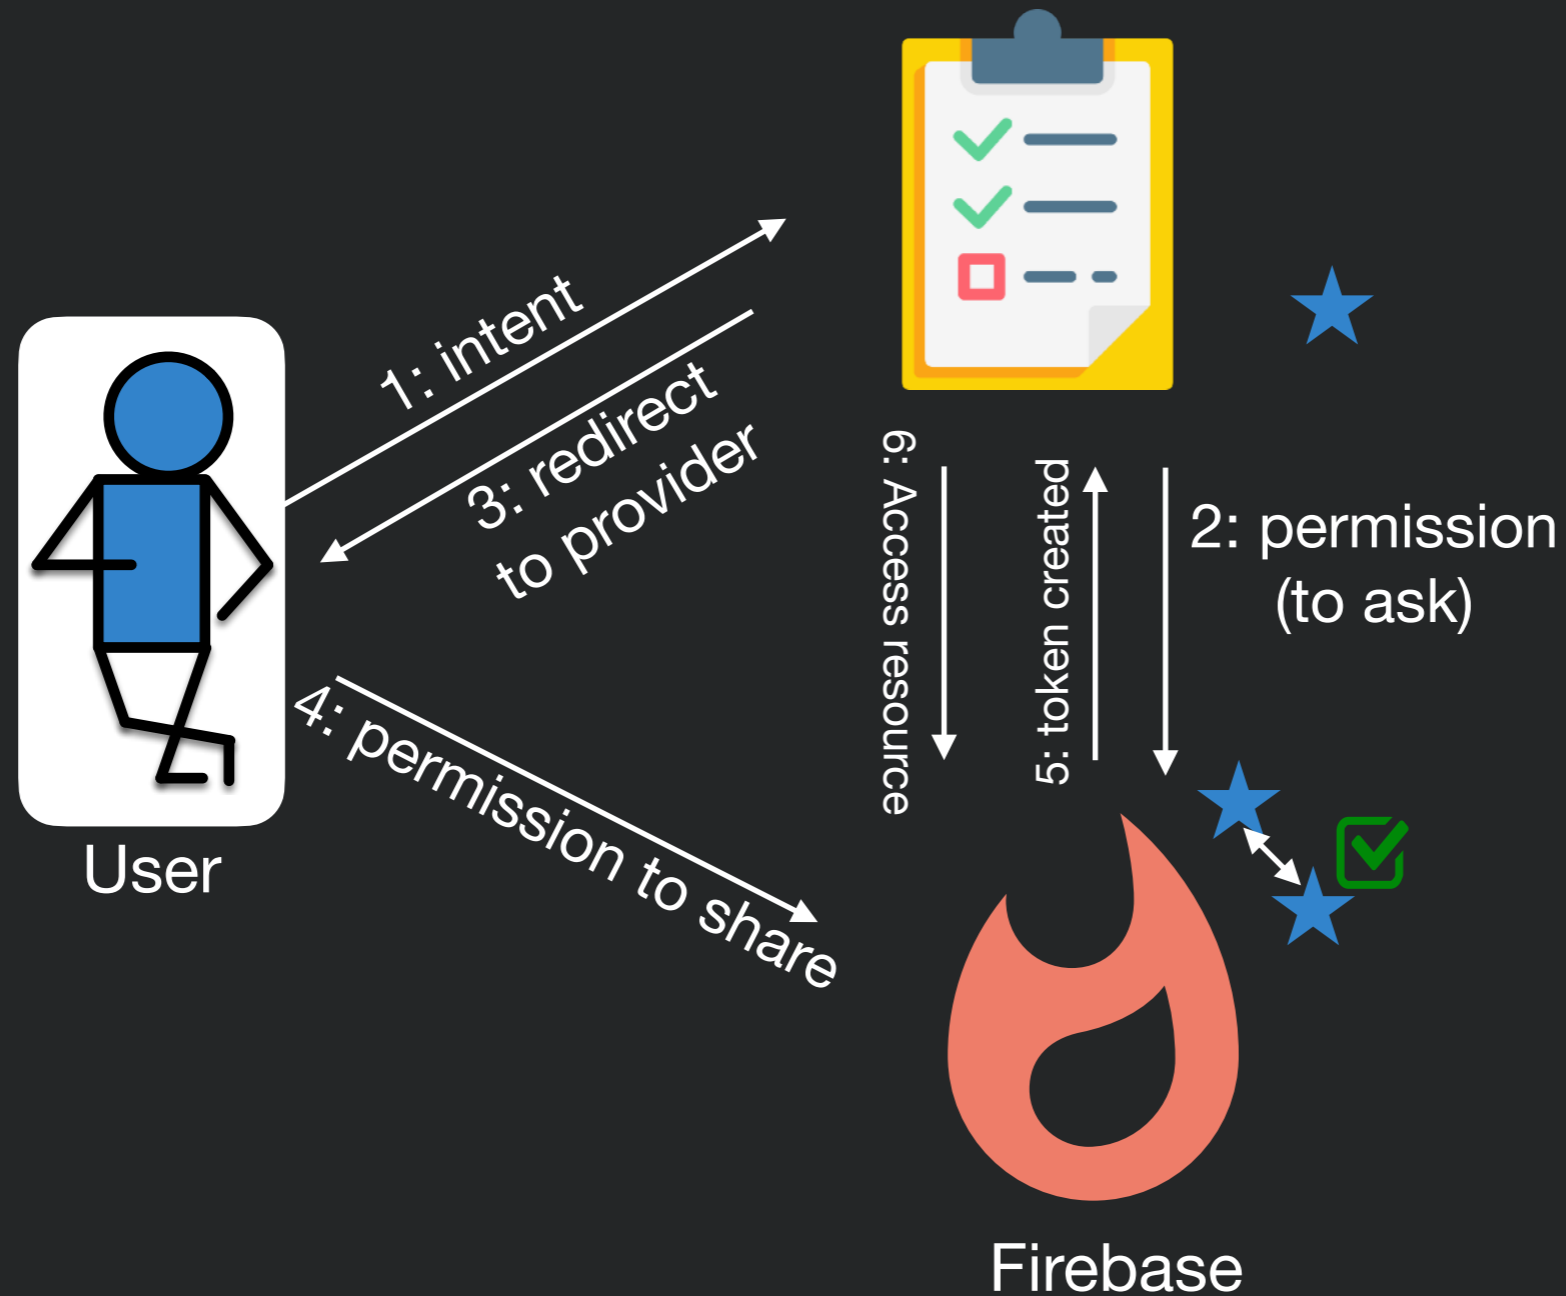 1: intent
3: redirect
to provider
6: Access resource
5: token created
2: permission
(to ask)
4: permission to share
User
Firebase